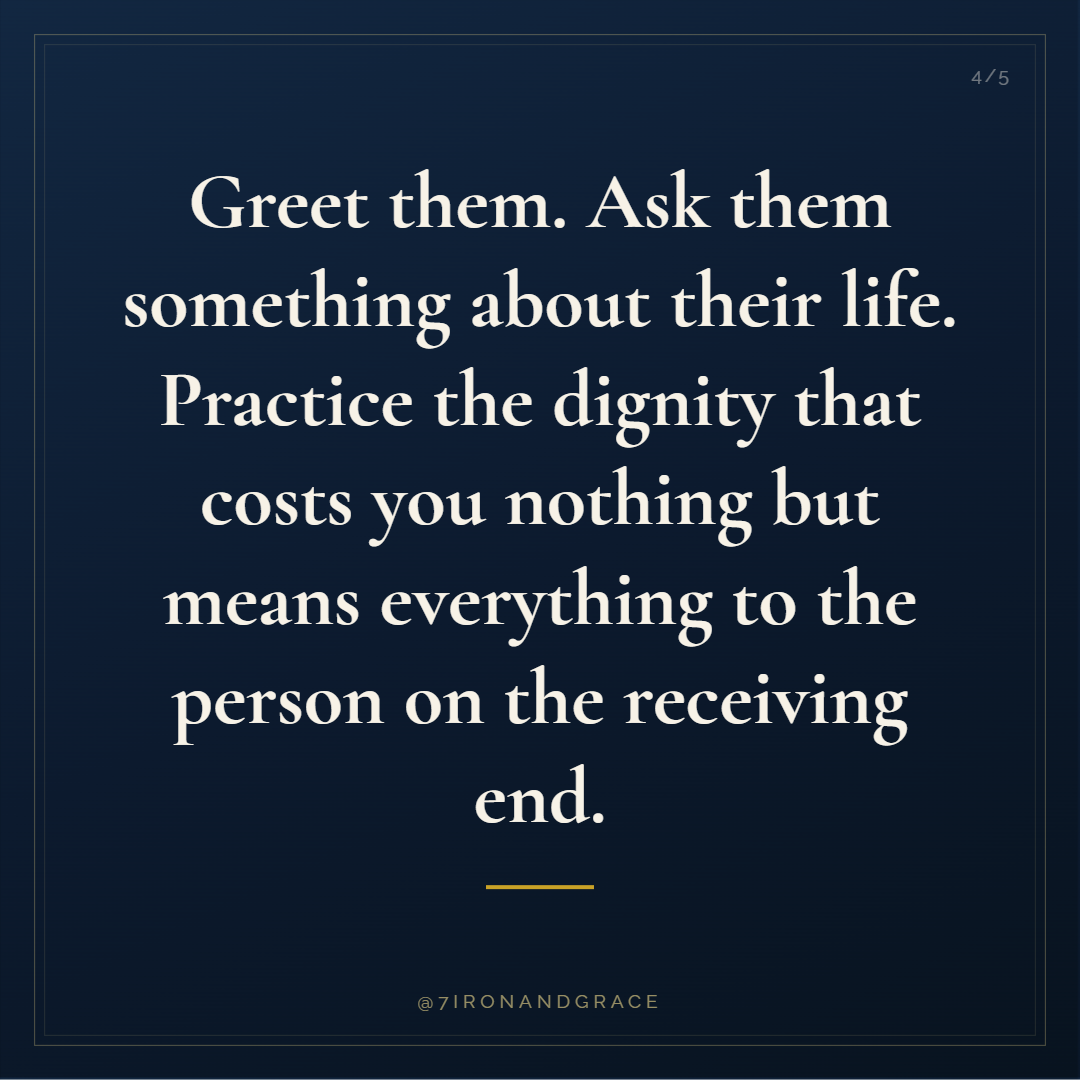 4/5
Greet them. Ask them
something about their life.
Practice the dignity that
costs you nothing but
means everything to the
person on the receiving
end.
@7IRONANDGRACE